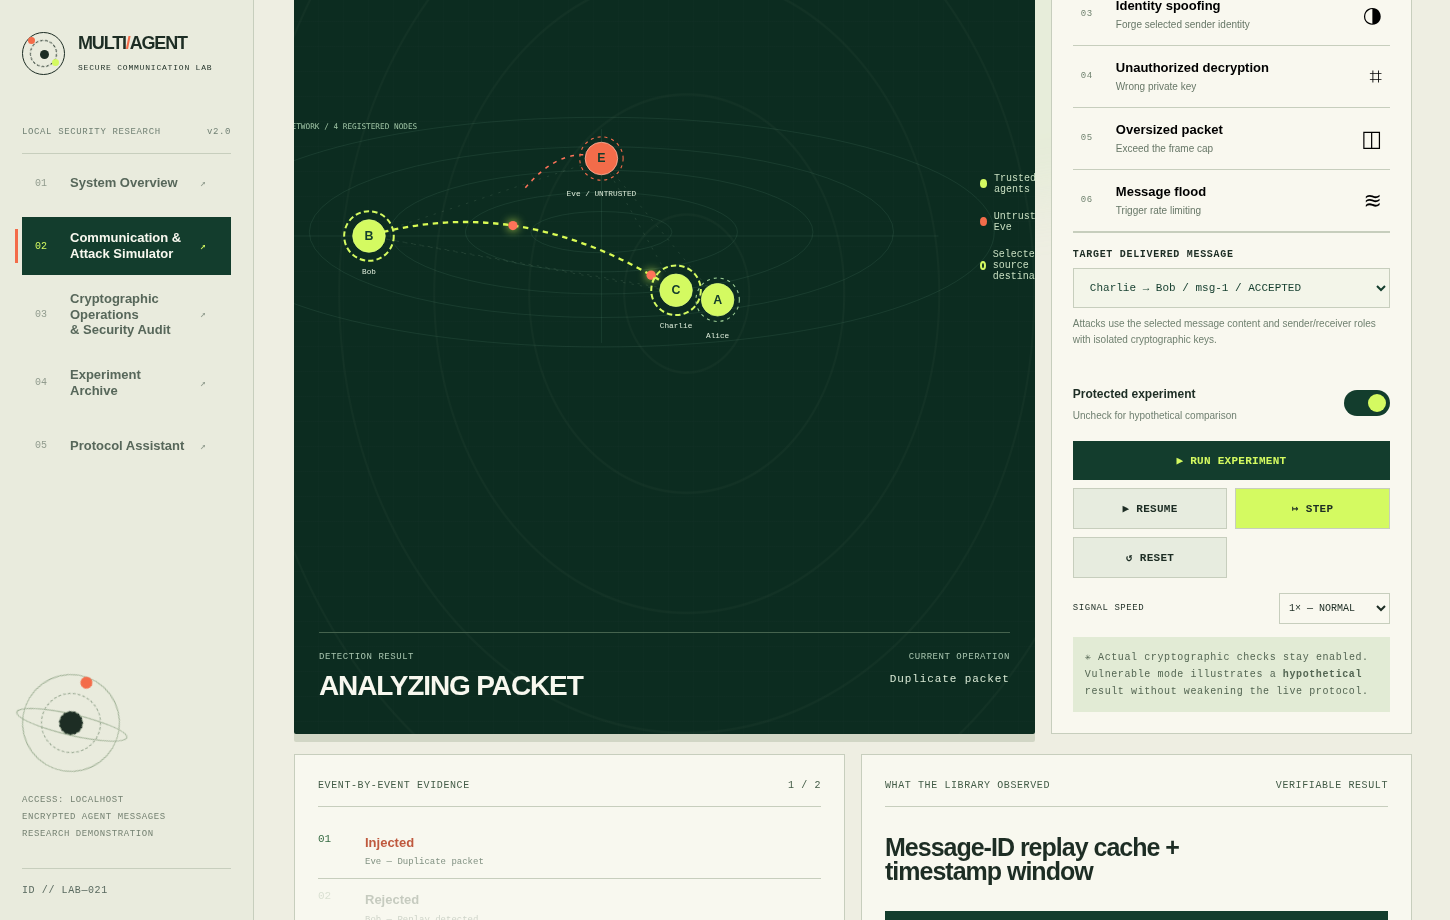 MULTI/AGENT
SECURE COMMUNICATION LAB
LOCAL SECURITY RESEARCH
v2.0
01 System Overview ↗
02 Communication &
Attack Simulator ↗
03 Cryptographic
Operations
& Security Audit ↗
04 Experiment
Archive ↗
05 Protocol Assistant ↗
ACCESS: LOCALHOST
ENCRYPTED AGENT MESSAGES
RESEARCH DEMONSTRATION
ID // LAB—021
ETWORK / 4 REGISTERED NODES
E
Eve / UNTRUSTED
B
Bob
C
Charlie
A
Alice
Trusted
agents
Untrust
Eve
Selecte
source
destina
DETECTION RESULT
ANALYZING PACKET
CURRENT OPERATION
Duplicate packet
03 Identity spoofing
Forge selected sender identity
04 Unauthorized decryption
Wrong private key
05 Oversized packet
Exceed the frame cap
06 Message flood
Trigger rate limiting
TARGET DELIVERED MESSAGE
Charlie → Bob / msg-1 / ACCEPTED
Attacks use the selected message content and sender/receiver roles
with isolated cryptographic keys.
Protected experiment
Uncheck for hypothetical comparison
▶ RUN EXPERIMENT
▶ RESUME
↦ STEP
↺ RESET
SIGNAL SPEED
1× — NORMAL
✳ Actual cryptographic checks stay enabled.
Vulnerable mode illustrates a hypothetical
result without weakening the live protocol.
EVENT-BY-EVENT EVIDENCE
1 / 2
01 Injected
Eve — Duplicate packet
02 Rejected
Bob — Replay detected
WHAT THE LIBRARY OBSERVED
VERIFIABLE RESULT
Message-ID replay cache +
timestamp window